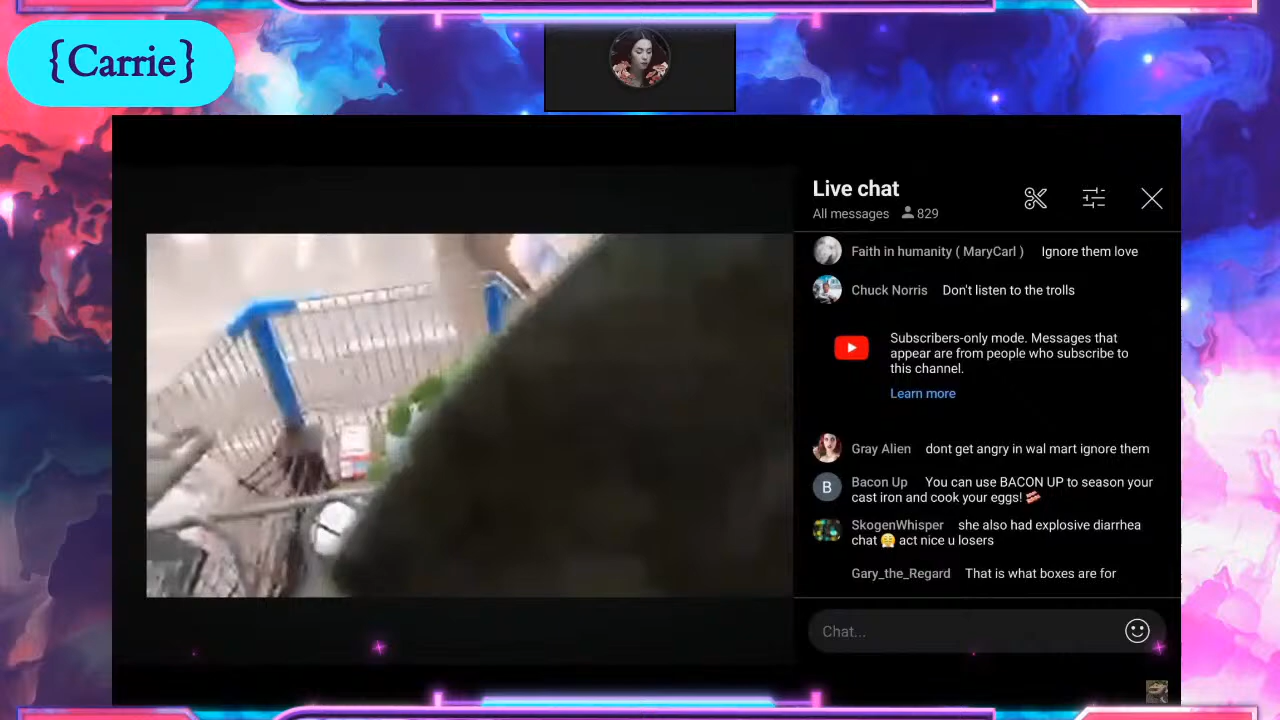 {Carrie}
Live chat
All messages 829
Faith in humanity ( MaryCarl ) Ignore them love
Chuck Norris Don't listen to the trolls
Subscribers-only mode. Messages that
appear are from people who subscribe to
this channel.
Learn more
Gray Alien dont get angry in wal mart ignore them
B Bacon Up You can use BACON UP to season your
cast iron and cook your eggs! 🥓
SkogenWhisper she also had explosive diarrhea
chat 😤 act nice u losers
Gary_the_Regard That is what boxes are for
Chat...